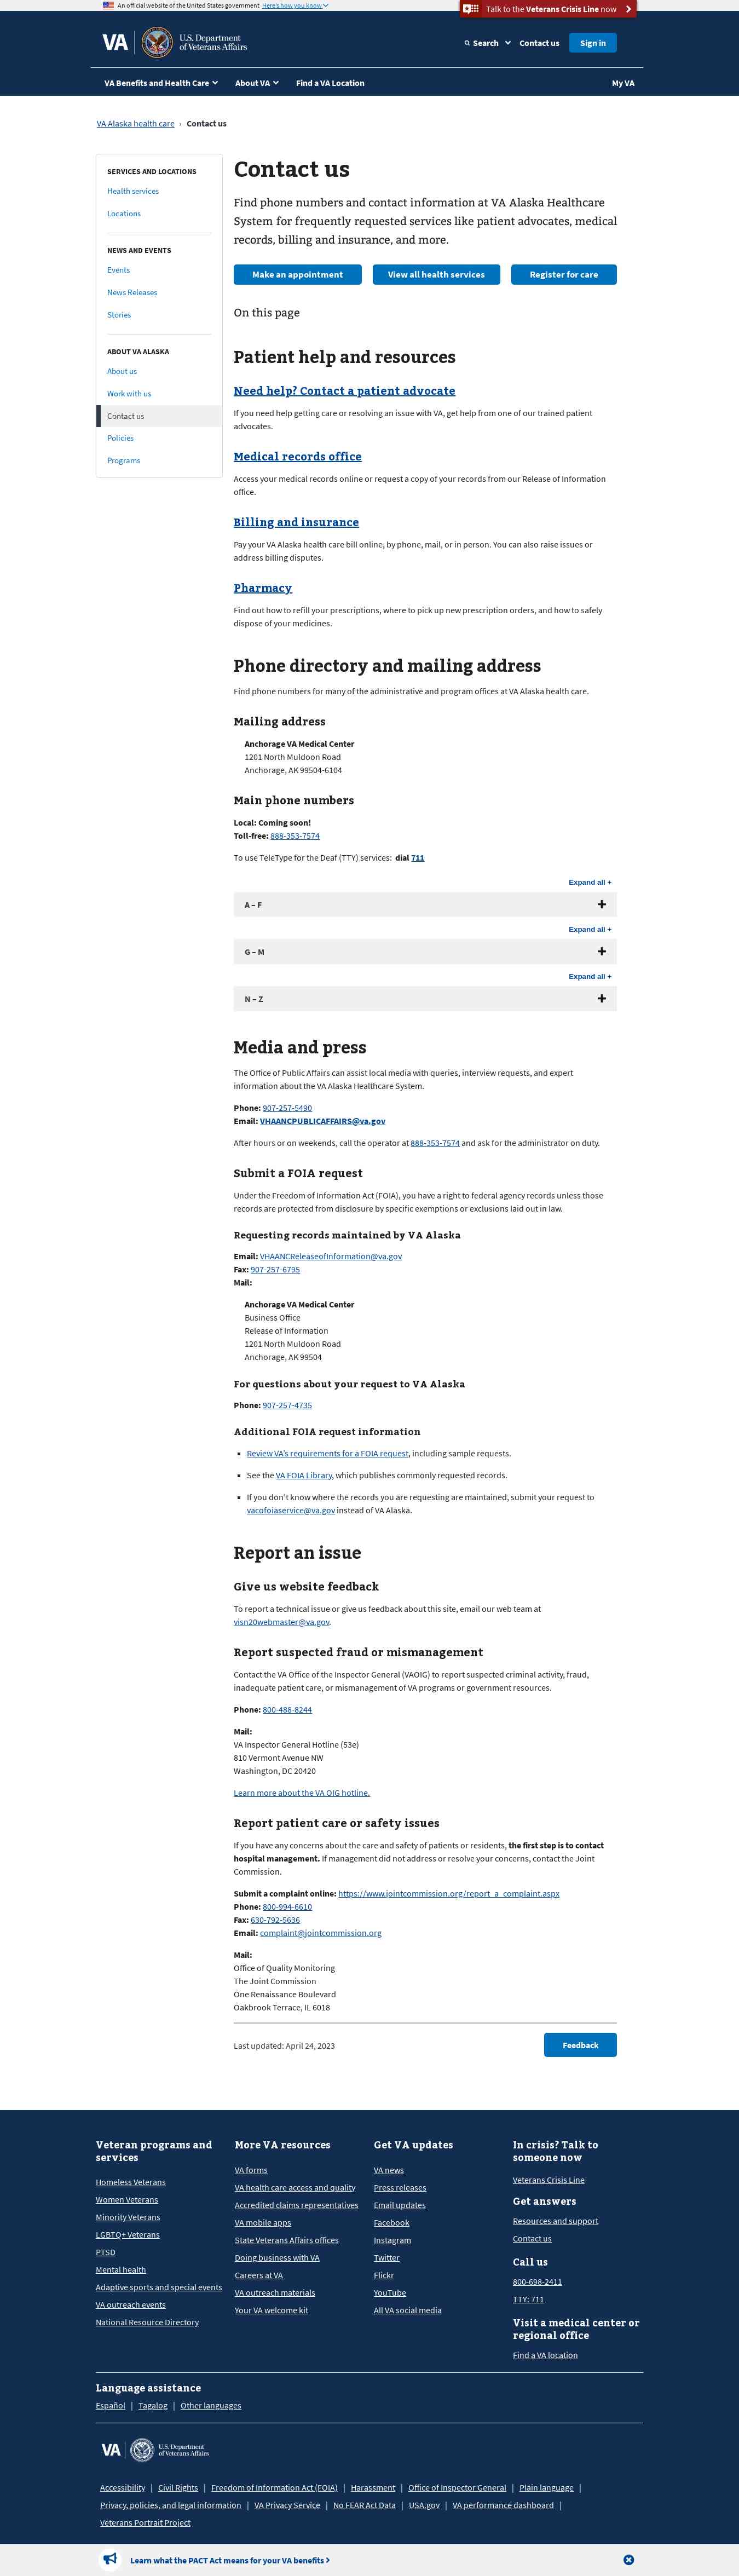 An official website of the United States government Here's how you know
Talk to the Veterans Crisis Line now
VA
U.S. Department
of Veterans Affairs
Search
Contact us
Sign in
VA Benefits and Health Care
About VA
Find a VA Location
My VA
VA Alaska health care › Contact us
SERVICES AND LOCATIONS
Health services
Locations
NEWS AND EVENTS
Events
News Releases
Stories
ABOUT VA ALASKA
About us
Work with us
Contact us
Policies
Programs
Contact us
Find phone numbers and contact information at VA Alaska Healthcare
System for frequently requested services like patient advocates, medical
records, billing and insurance, and more.
Make an appointment
View all health services
Register for care
On this page
Patient help and resources
Need help? Contact a patient advocate
If you need help getting care or resolving an issue with VA, get help from one of our trained patient
advocates.
Medical records office
Access your medical records online or request a copy of your records from our Release of Information
office.
Billing and insurance
Pay your VA Alaska health care bill online, by phone, mail, or in person. You can also raise issues or
address billing disputes.
Pharmacy
Find out how to refill your prescriptions, where to pick up new prescription orders, and how to safely
dispose of your medicines.
Phone directory and mailing address
Find phone numbers for many of the administrative and program offices at VA Alaska health care.
Mailing address
Anchorage VA Medical Center
1201 North Muldoon Road
Anchorage, AK 99504-6104
Main phone numbers
Local: Coming soon!
Toll-free: 888-353-7574
To use TeleType for the Deaf (TTY) services: dial 711
Expand all +
A – F
Expand all +
G – M
Expand all +
N – Z
Media and press
The Office of Public Affairs can assist local media with queries, interview requests, and expert
information about the VA Alaska Healthcare System.
Phone: 907-257-5490
Email: VHAANCPUBLICAFFAIRS@va.gov
After hours or on weekends, call the operator at 888-353-7574 and ask for the administrator on duty.
Submit a FOIA request
Under the Freedom of Information Act (FOIA), you have a right to federal agency records unless those
records are protected from disclosure by specific exemptions or exclusions laid out in law.
Requesting records maintained by VA Alaska
Email: VHAANCReleaseofInformation@va.gov
Fax: 907-257-6795
Mail:
Anchorage VA Medical Center
Business Office
Release of Information
1201 North Muldoon Road
Anchorage, AK 99504
For questions about your request to VA Alaska
Phone: 907-257-4735
Additional FOIA request information
Review VA's requirements for a FOIA request, including sample requests.
See the VA FOIA Library, which publishes commonly requested records.
If you don't know where the records you are requesting are maintained, submit your request to
vacofoiaservice@va.gov instead of VA Alaska.
Report an issue
Give us website feedback
To report a technical issue or give us feedback about this site, email our web team at
visn20webmaster@va.gov.
Report suspected fraud or mismanagement
Contact the VA Office of the Inspector General (VAOIG) to report suspected criminal activity, fraud,
inadequate patient care, or mismanagement of VA programs or government resources.
Phone: 800-488-8244
Mail:
VA Inspector General Hotline (53e)
810 Vermont Avenue NW
Washington, DC 20420
Learn more about the VA OIG hotline.
Report patient care or safety issues
If you have any concerns about the care and safety of patients or residents, the first step is to contact
hospital management. If management did not address or resolve your concerns, contact the Joint
Commission.
Submit a complaint online: https://www.jointcommission.org/report_a_complaint.aspx
Phone: 800-994-6610
Fax: 630-792-5636
Email: complaint@jointcommission.org
Mail:
Office of Quality Monitoring
The Joint Commission
One Renaissance Boulevard
Oakbrook Terrace, IL 6018
Last updated: April 24, 2023
Feedback
Veteran programs and
services
Homeless Veterans
Women Veterans
Minority Veterans
LGBTQ+ Veterans
PTSD
Mental health
Adaptive sports and special events
VA outreach events
National Resource Directory
More VA resources
VA forms
VA health care access and quality
Accredited claims representatives
VA mobile apps
State Veterans Affairs offices
Doing business with VA
Careers at VA
VA outreach materials
Your VA welcome kit
Get VA updates
VA news
Press releases
Email updates
Facebook
Instagram
Twitter
Flickr
YouTube
All VA social media
In crisis? Talk to
someone now
Veterans Crisis Line
Get answers
Resources and support
Contact us
Call us
800-698-2411
TTY: 711
Visit a medical center or
regional office
Find a VA location
Language assistance
Español | Tagalog | Other languages
VA
U.S. Department
of Veterans Affairs
Accessibility | Civil Rights | Freedom of Information Act (FOIA) | Harassment | Office of Inspector General | Plain language |
Privacy, policies, and legal information | VA Privacy Service | No FEAR Act Data | USA.gov | VA performance dashboard |
Veterans Portrait Project
Learn what the PACT Act means for your VA benefits